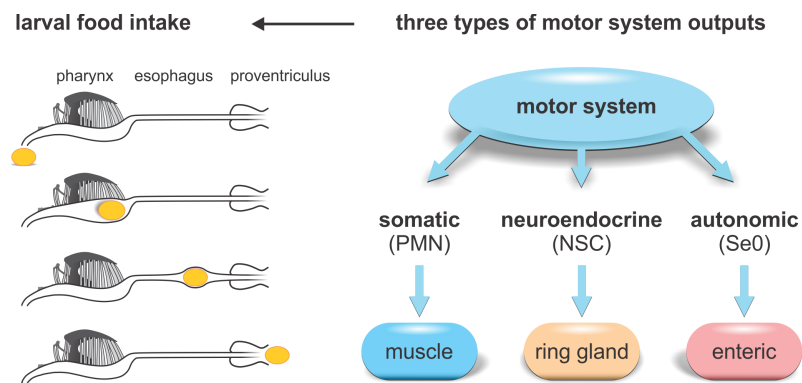 larval food intake
three types of motor system outputs
pharynx esophagus proventriculus
motor system
somatic
(PMN)
neuroendocrine
(NSC)
autonomic
(Se0)
muscle
ring gland
enteric